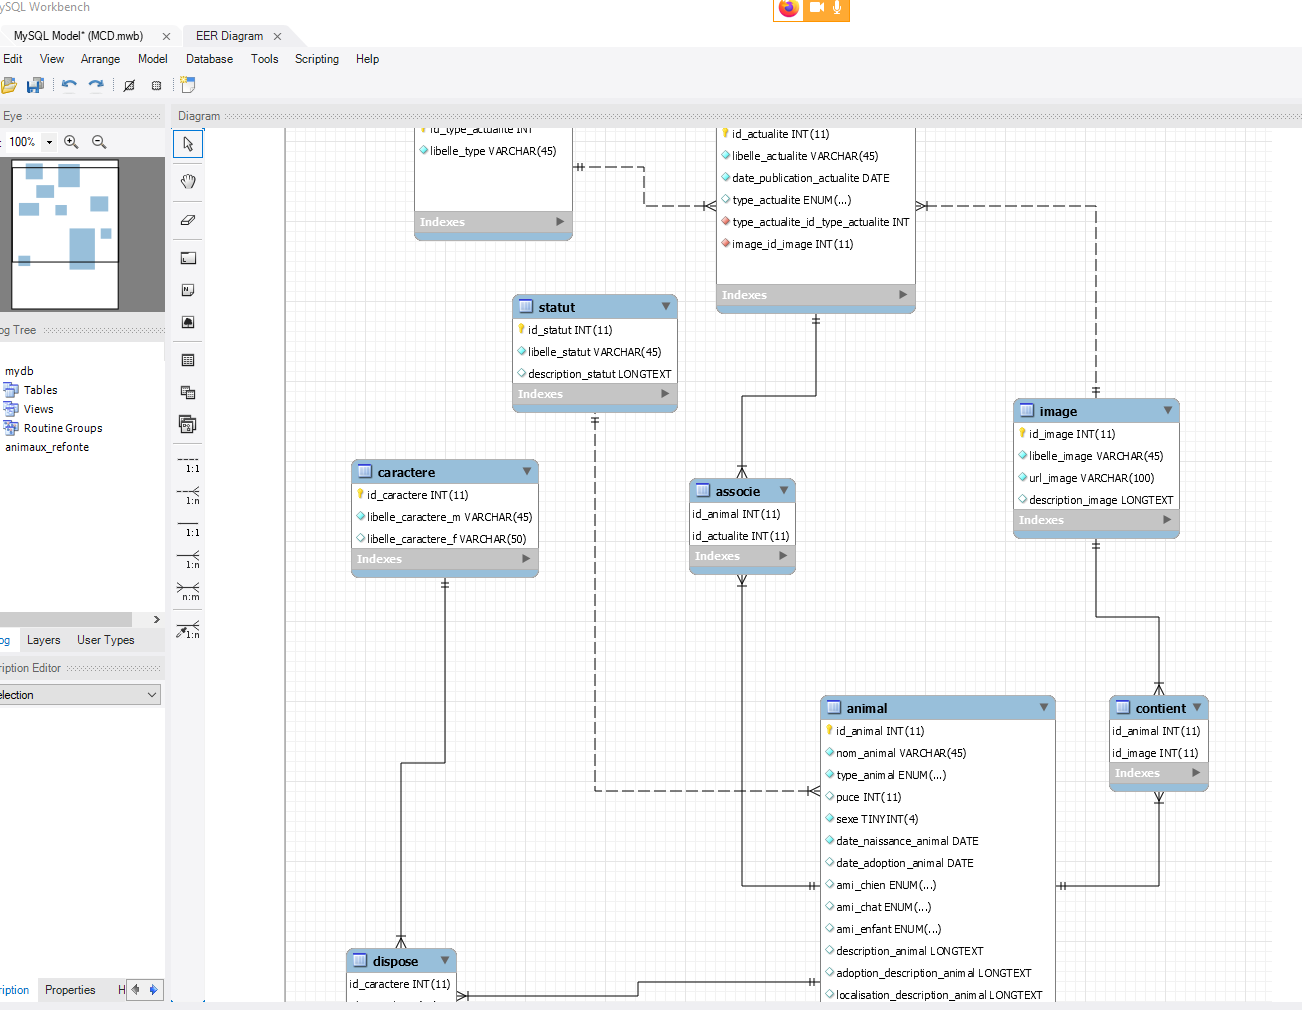 ySQL Workbench
MySQL Model* (MCD.mwb)
EER Diagram
Edit View Arrange Model Database Tools Scripting Help
Eye
Diagram
: 100%
id_type_actualite INT
libelle_type VARCHAR(45)
Indexes
id_actualite INT(11)
libelle_actualite VARCHAR(45)
date_publication_actualite DATE
type_actualite ENUM(...)
type_actualite_id_type_actualite INT
image_id_image INT(11)
Indexes
statut
id_statut INT(11)
libelle_statut VARCHAR(45)
description_statut LONGTEXT
Indexes
og Tree
mydb
Tables
Views
Routine Groups
animaux_refonte
1:1
1:n
1:1
1:n
n:m
1:n
image
id_image INT(11)
libelle_image VARCHAR(45)
url_image VARCHAR(100)
description_image LONGTEXT
Indexes
caractere
id_caractere INT(11)
libelle_caractere_m VARCHAR(45)
libelle_caractere_f VARCHAR(50)
Indexes
associe
id_animal INT(11)
id_actualite INT(11)
Indexes
og Layers User Types
ription Editor
election
animal
id_animal INT(11)
nom_animal VARCHAR(45)
type_animal ENUM(...)
puce INT(11)
sexe TINYINT(4)
date_naissance_animal DATE
date_adoption_animal DATE
ami_chien ENUM(...)
ami_chat ENUM(...)
ami_enfant ENUM(...)
description_animal LONGTEXT
adoption_description_animal LONGTEXT
localisation_description_animal LONGTEXT
contient
id_animal INT(11)
id_image INT(11)
Indexes
dispose
id_caractere INT(11)
ription Properties H